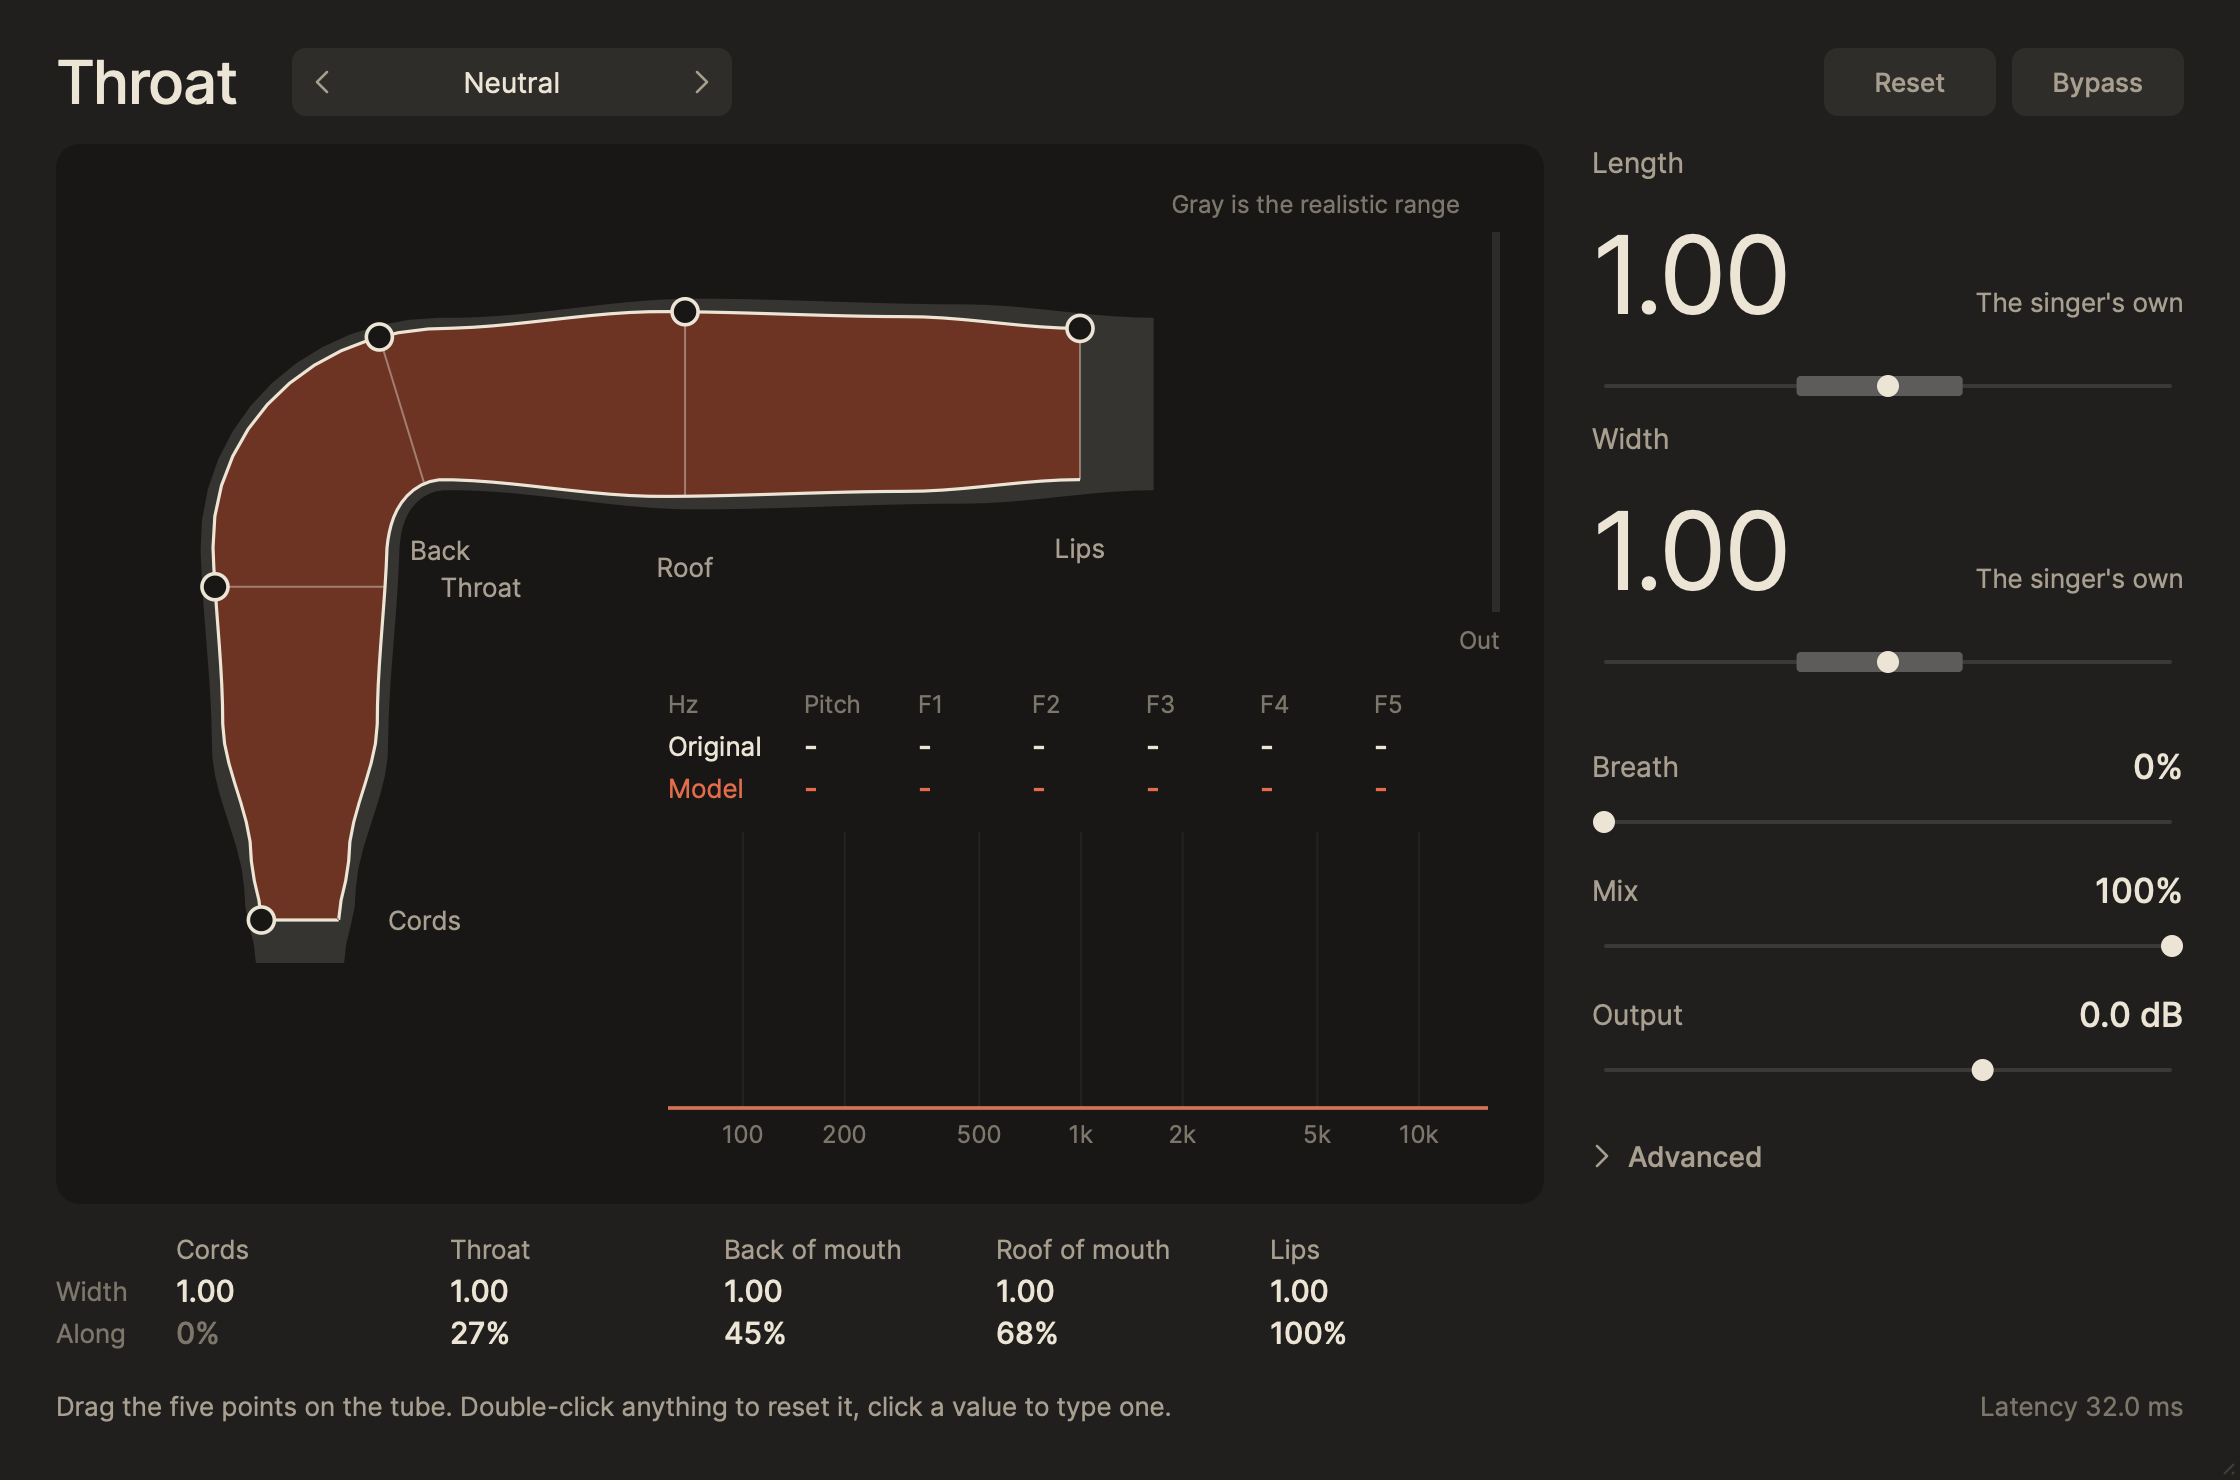 Throat
Neutral
Reset
Bypass
Gray is the realistic range
Back
Throat
Roof
Lips
Cords
Out
Hz Pitch F1 F2 F3 F4 F5
Original - - - - - -
Model - - - - - -
100 200 500 1k 2k 5k 10k
Length
1.00 The singer's own
Width
1.00 The singer's own
Breath 0%
Mix 100%
Output 0.0 dB
Advanced
Cords Throat Back of mouth Roof of mouth Lips
Width 1.00 1.00 1.00 1.00 1.00
Along 0% 27% 45% 68% 100%
Drag the five points on the tube. Double-click anything to reset it, click a value to type one.
Latency 32.0 ms